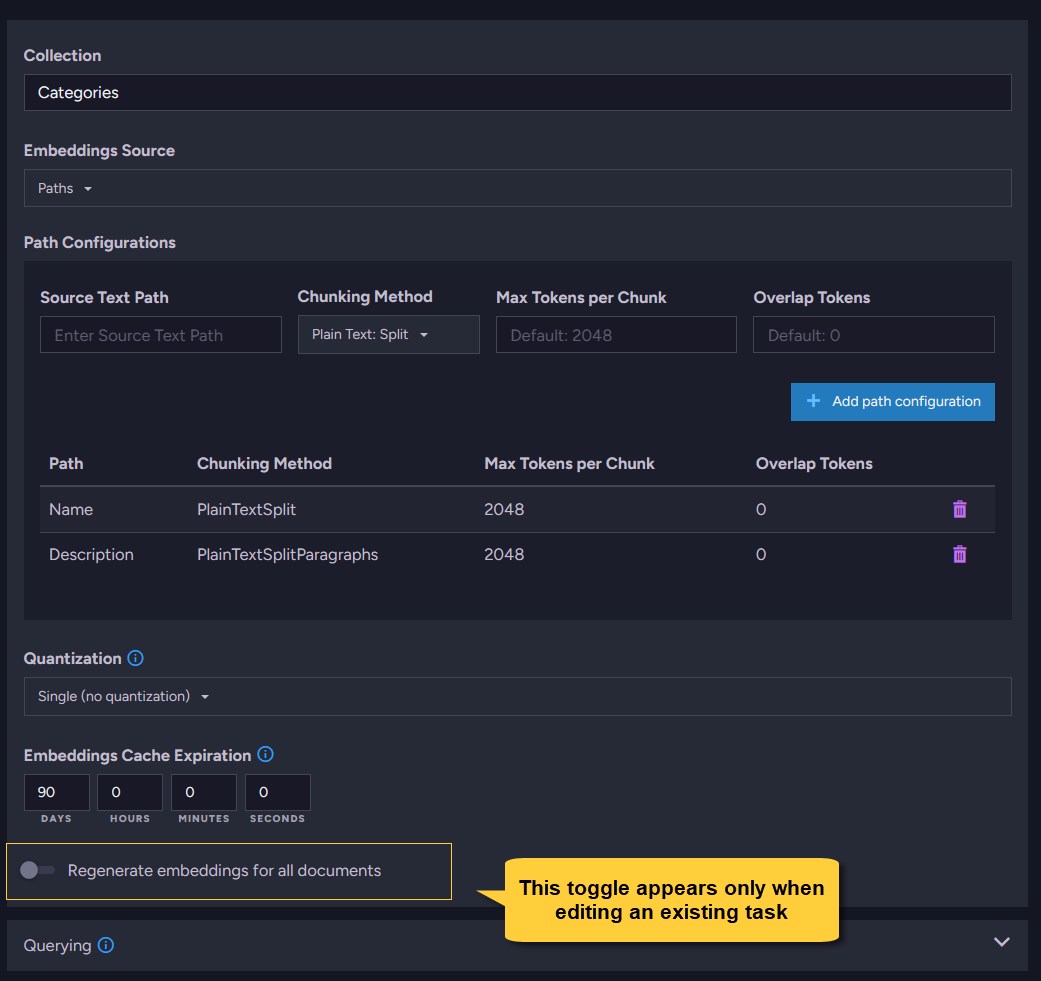 Collection
Categories
Embeddings Source
Paths
Path Configurations
Source Text Path Chunking Method Max Tokens per Chunk Overlap Tokens
Enter Source Text Path Plain Text: Split Default: 2048 Default: 0
Add path configuration
Path Chunking Method Max Tokens per Chunk Overlap Tokens
Name PlainTextSplit 2048 0
Description PlainTextSplitParagraphs 2048 0
Quantization
Single (no quantization)
Embeddings Cache Expiration
90 0 0 0
DAYS HOURS MINUTES SECONDS
Regenerate embeddings for all documents
This toggle appears only when
editing an existing task
Querying